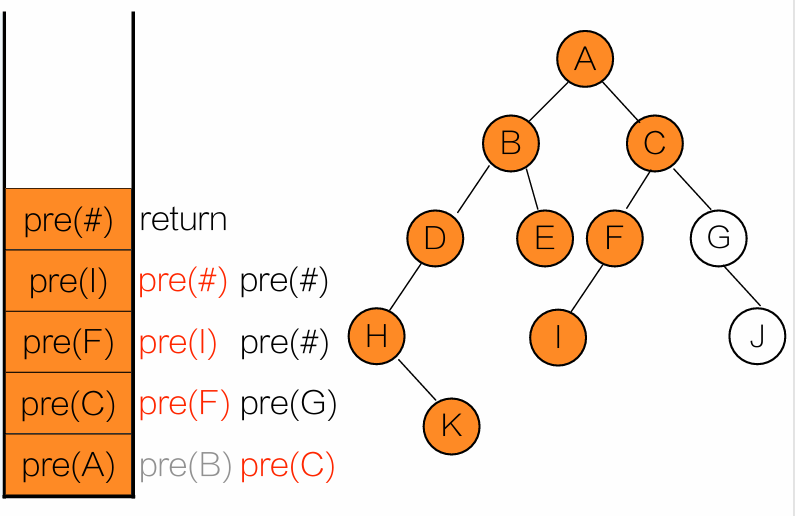 A
B C
pre(#) return
D E F G
pre(I) pre(#) pre(#)
pre(F) pre(I) pre(#)
H I J
pre(C) pre(F) pre(G)
K
pre(A) pre(B) pre(C)